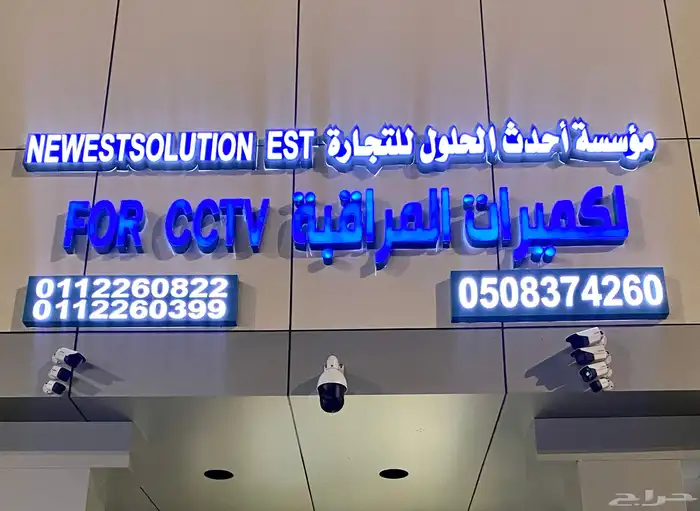 NEWESTSOLUTION EST مؤسسة أحدث الحلول للتجارة
FOR CCTV لكميرات المراقبة
0112260822
0112260399
0508374260
حراج